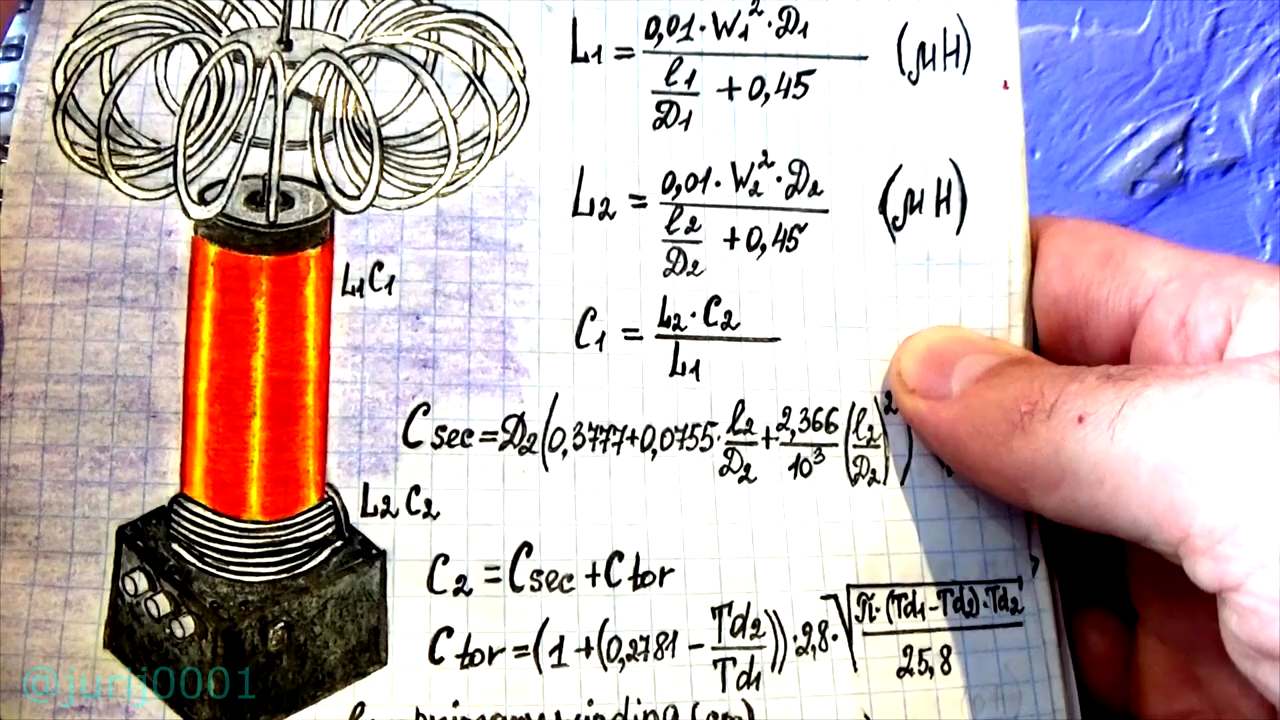 L₁ = 0,01·W₁²·D₁ / (l₁/D₁ + 0,45) (μH)
L₂ = 0,01·W₂²·D₂ / (l₂/D₂ + 0,45) (μH)
L₁C₁
C₁ = L₂·C₂ / L₁
Csec = D₂(0,3777+0,0755·l₂/D₂+2,366/10³(l₂/D₂)²)
L₂C₂
C₂ = Csec + Ctor
Ctor = (1+(0,2781 − Td₂/Td₁))·2,8·√(π·(Td₁−Td₂)·Td₂ / 25,8)
@jurij0001